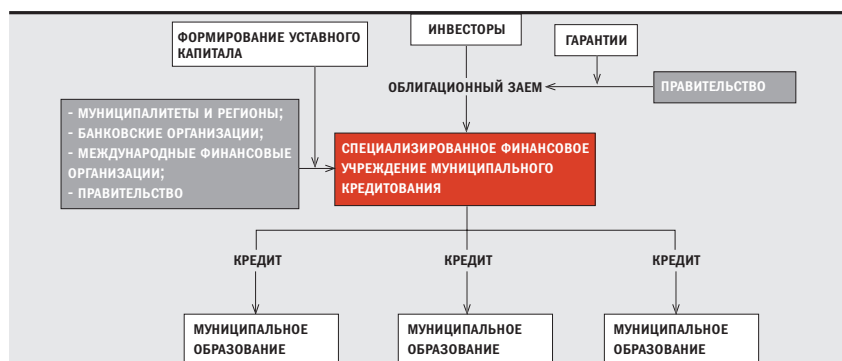 ФОРМИРОВАНИЕ УСТАВНОГО
КАПИТАЛА
ИНВЕСТОРЫ
ГАРАНТИИ
ОБЛИГАЦИОННЫЙ ЗАЕМ
ПРАВИТЕЛЬСТВО
- МУНИЦИПАЛИТЕТЫ И РЕГИОНЫ;
- БАНКОВСКИЕ ОРГАНИЗАЦИИ;
- МЕЖДУНАРОДНЫЕ ФИНАНСОВЫЕ
ОРГАНИЗАЦИИ;
- ПРАВИТЕЛЬСТВО
СПЕЦИАЛИЗИРОВАННОЕ ФИНАНСОВОЕ
УЧРЕЖДЕНИЕ МУНИЦИПАЛЬНОГО
КРЕДИТОВАНИЯ
КРЕДИТ
КРЕДИТ
КРЕДИТ
МУНИЦИПАЛЬНОЕ
ОБРАЗОВАНИЕ
МУНИЦИПАЛЬНОЕ
ОБРАЗОВАНИЕ
МУНИЦИПАЛЬНОЕ
ОБРАЗОВАНИЕ